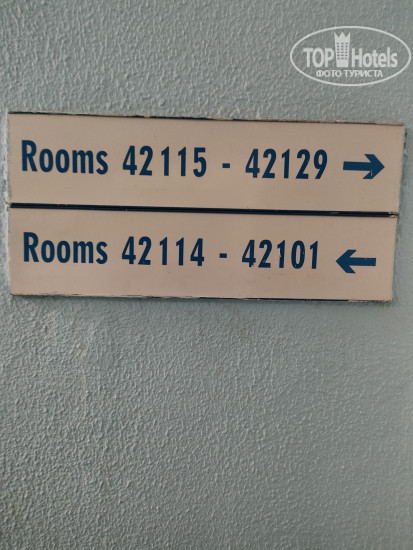 TOP Hotels
ФОТО ТУРИСТА
Rooms 42115 - 42129 →
Rooms 42114 - 42101 ←